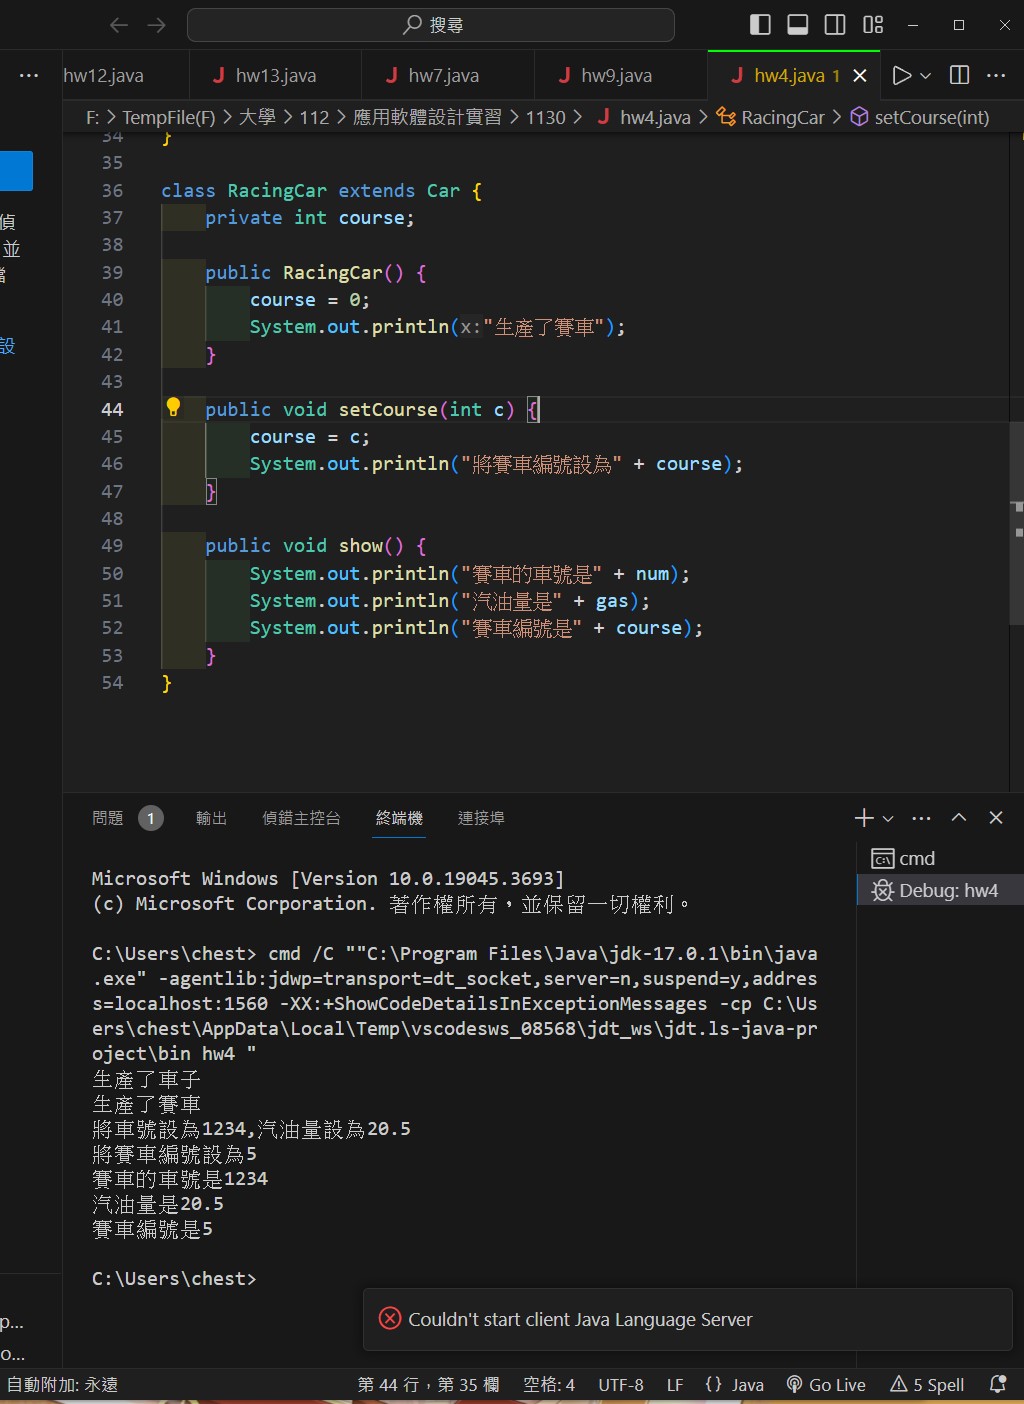 搜尋
hw12.java
hw13.java
hw7.java
hw9.java
hw4.java 1
F: > TempFile(F) > 大學 > 112 > 應用軟體設計實習 > 1130 > hw4.java > RacingCar > setCourse(int)
34 }
35
36 class RacingCar extends Car {
37 private int course;
38
39 public RacingCar() {
40 course = 0;
41 System.out.println(x:"生產了賽車");
42 }
43
44 public void setCourse(int c) {
45 course = c;
46 System.out.println("將賽車編號設為" + course);
47 }
48
49 public void show() {
50 System.out.println("賽車的車號是" + num);
51 System.out.println("汽油量是" + gas);
52 System.out.println("賽車編號是" + course);
53 }
54 }
偵
並
設
問題 1 輸出 偵錯主控台 終端機 連接埠
cmd
Debug: hw4
Microsoft Windows [Version 10.0.19045.3693]
(c) Microsoft Corporation. 著作權所有，並保留一切權利。
C:\Users\chest> cmd /C ""C:\Program Files\Java\jdk-17.0.1\bin\java
.exe" -agentlib:jdwp=transport=dt_socket,server=n,suspend=y,addres
s=localhost:1560 -XX:+ShowCodeDetailsInExceptionMessages -cp C:\Us
ers\chest\AppData\Local\Temp\vscodesws_08568\jdt_ws\jdt.ls-java-pr
oject\bin hw4 "
生產了車子
生產了賽車
將車號設為1234,汽油量設為20.5
將賽車編號設為5
賽車的車號是1234
汽油量是20.5
賽車編號是5
C:\Users\chest>
Couldn't start client Java Language Server
p...
o...
自動附加: 永遠 第 44 行，第 35 欄 空格: 4 UTF-8 LF {} Java Go Live 5 Spell